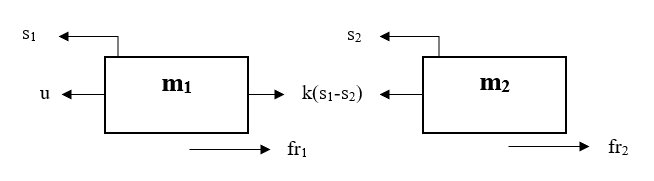 s₁ s₂
m₁ m₂
u k(s₁-s₂)
fr₁ fr₂